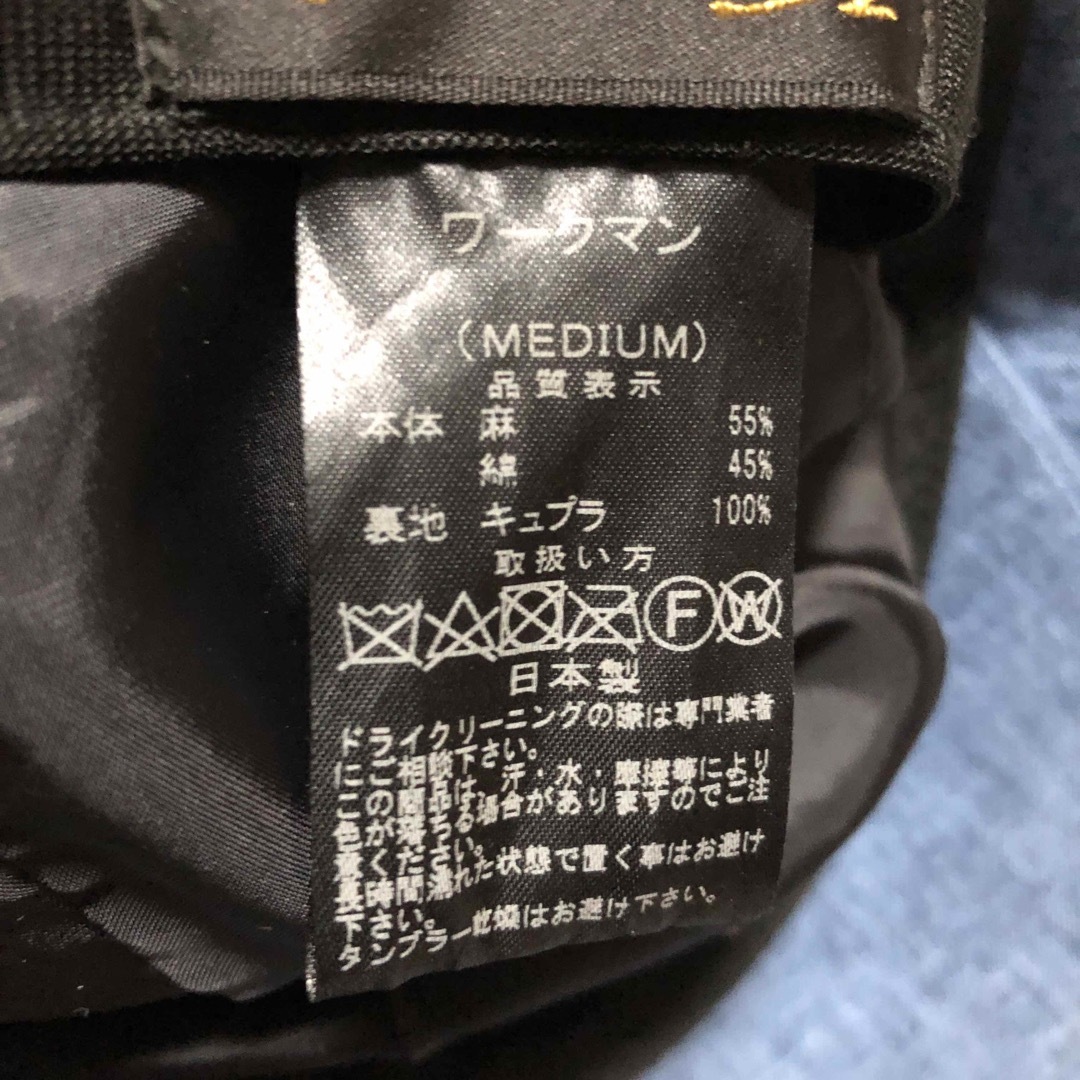 ワークマン
(MEDIUM)
品質表示
本体 麻 55%
綿 45%
裏地 キュプラ 100%
取扱い方
F W
日本製
ドライクリーニングの際は専門業者
にご相談下さい。
この商品は、汗・水・摩擦等により
色が落ちる場合がありますのでご注
意ください。
長時間濡れた状態で置く事はお避け
下さい。
タンブラー乾燥はお避け下さい。